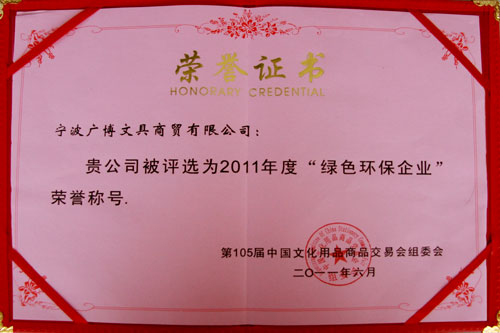 荣誉证书
HONORARY CREDENTIAL
宁波广博文具商贸有限公司：
贵公司被评选为2011年度“绿色环保企业”
荣誉称号.
第105届中国文化用品商品交易会组委会
二〇一一年六月